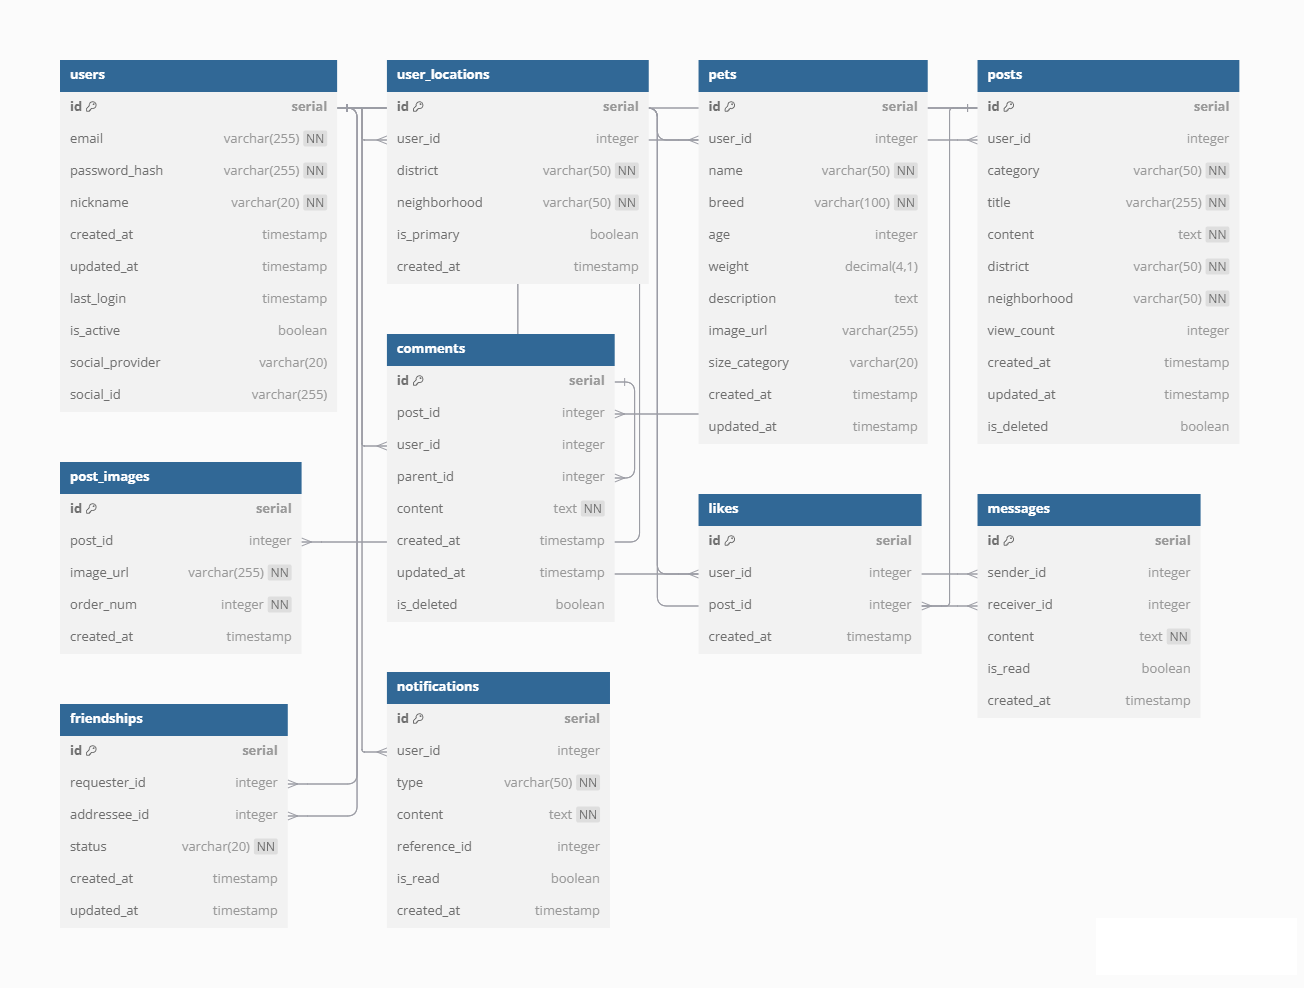 users
id serial
email varchar(255) NN
password_hash varchar(255) NN
nickname varchar(20) NN
created_at timestamp
updated_at timestamp
last_login timestamp
is_active boolean
social_provider varchar(20)
social_id varchar(255)
user_locations
id serial
user_id integer
district varchar(50) NN
neighborhood varchar(50) NN
is_primary boolean
created_at timestamp
pets
id serial
user_id integer
name varchar(50) NN
breed varchar(100) NN
age integer
weight decimal(4,1)
description text
image_url varchar(255)
size_category varchar(20)
created_at timestamp
updated_at timestamp
posts
id serial
user_id integer
category varchar(50) NN
title varchar(255) NN
content text NN
district varchar(50) NN
neighborhood varchar(50) NN
view_count integer
created_at timestamp
updated_at timestamp
is_deleted boolean
comments
id serial
post_id integer
user_id integer
parent_id integer
content text NN
created_at timestamp
updated_at timestamp
is_deleted boolean
post_images
id serial
post_id integer
image_url varchar(255) NN
order_num integer NN
created_at timestamp
likes
id serial
user_id integer
post_id integer
created_at timestamp
messages
id serial
sender_id integer
receiver_id integer
content text NN
is_read boolean
created_at timestamp
friendships
id serial
requester_id integer
addressee_id integer
status varchar(20) NN
created_at timestamp
updated_at timestamp
notifications
id serial
user_id integer
type varchar(50) NN
content text NN
reference_id integer
is_read boolean
created_at timestamp